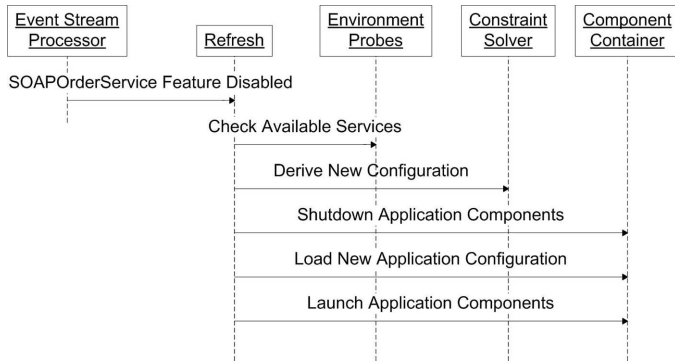 Event Stream
Processor
Refresh
Environment
Probes
Constraint
Solver
Component
Container
SOAPOrderService Feature Disabled
Check Available Services
Derive New Configuration
Shutdown Application Components
Load New Application Configuration
Launch Application Components